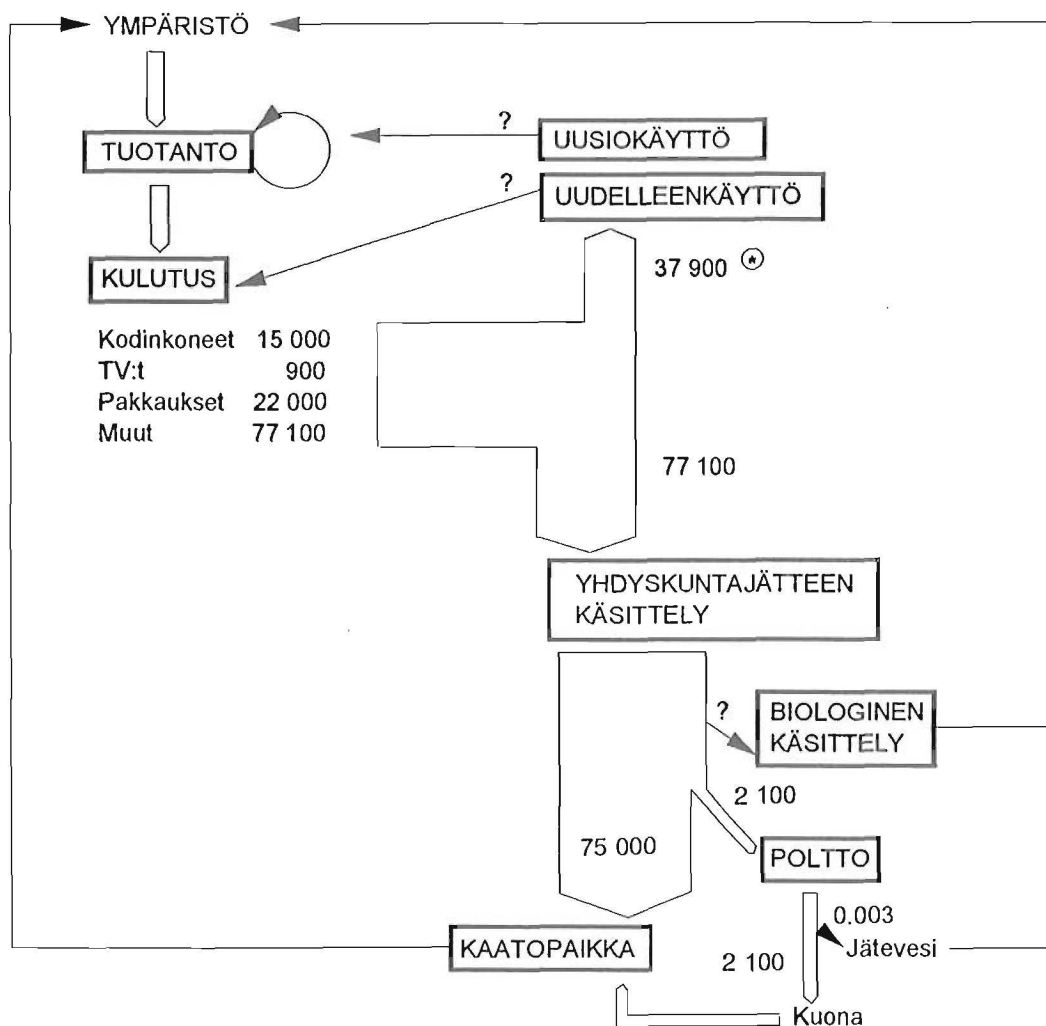 YMPÄRISTÖ
?
UUSIOKÄYTTÖ
TUOTANTO
?
UUDELLEENKÄYTTÖ
KULUTUS
37 900 *
Kodinkoneet 15 000
TV:t 900
Pakkaukset 22 000
Muut 77 100
77 100
YHDYSKUNTAJÄTTEEN
KÄSITTELY
?
BIOLOGINEN
KÄSITTELY
2 100
75 000
POLTTO
0.003
KAATOPAIKKA
2 100
Jätevesi
Kuona